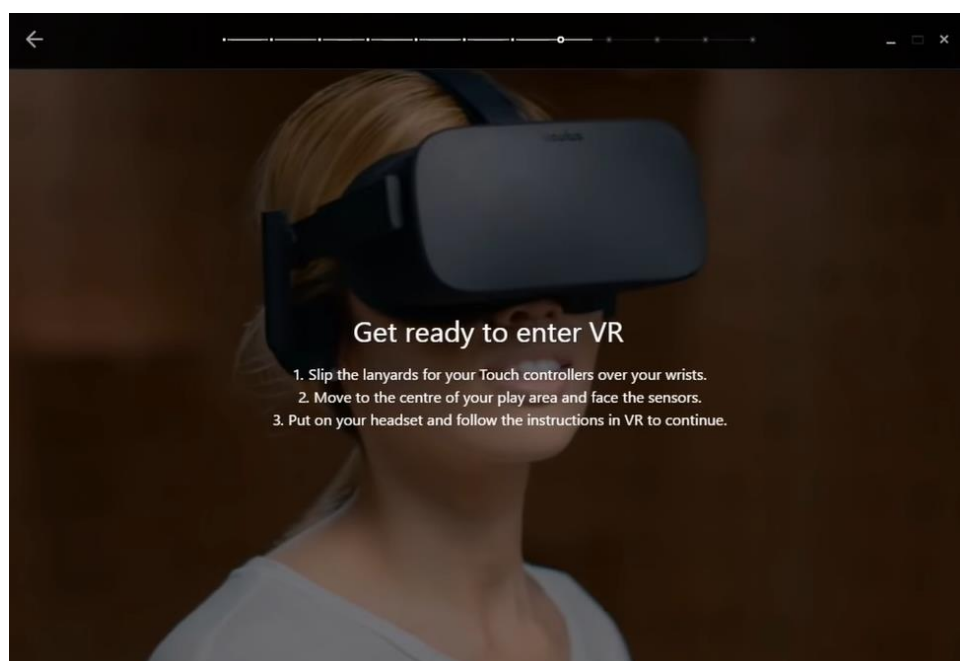 Get ready to enter VR
1. Slip the lanyards for your Touch controllers over your wrists.
2. Move to the centre of your play area and face the sensors.
3. Put on your headset and follow the instructions in VR to continue.